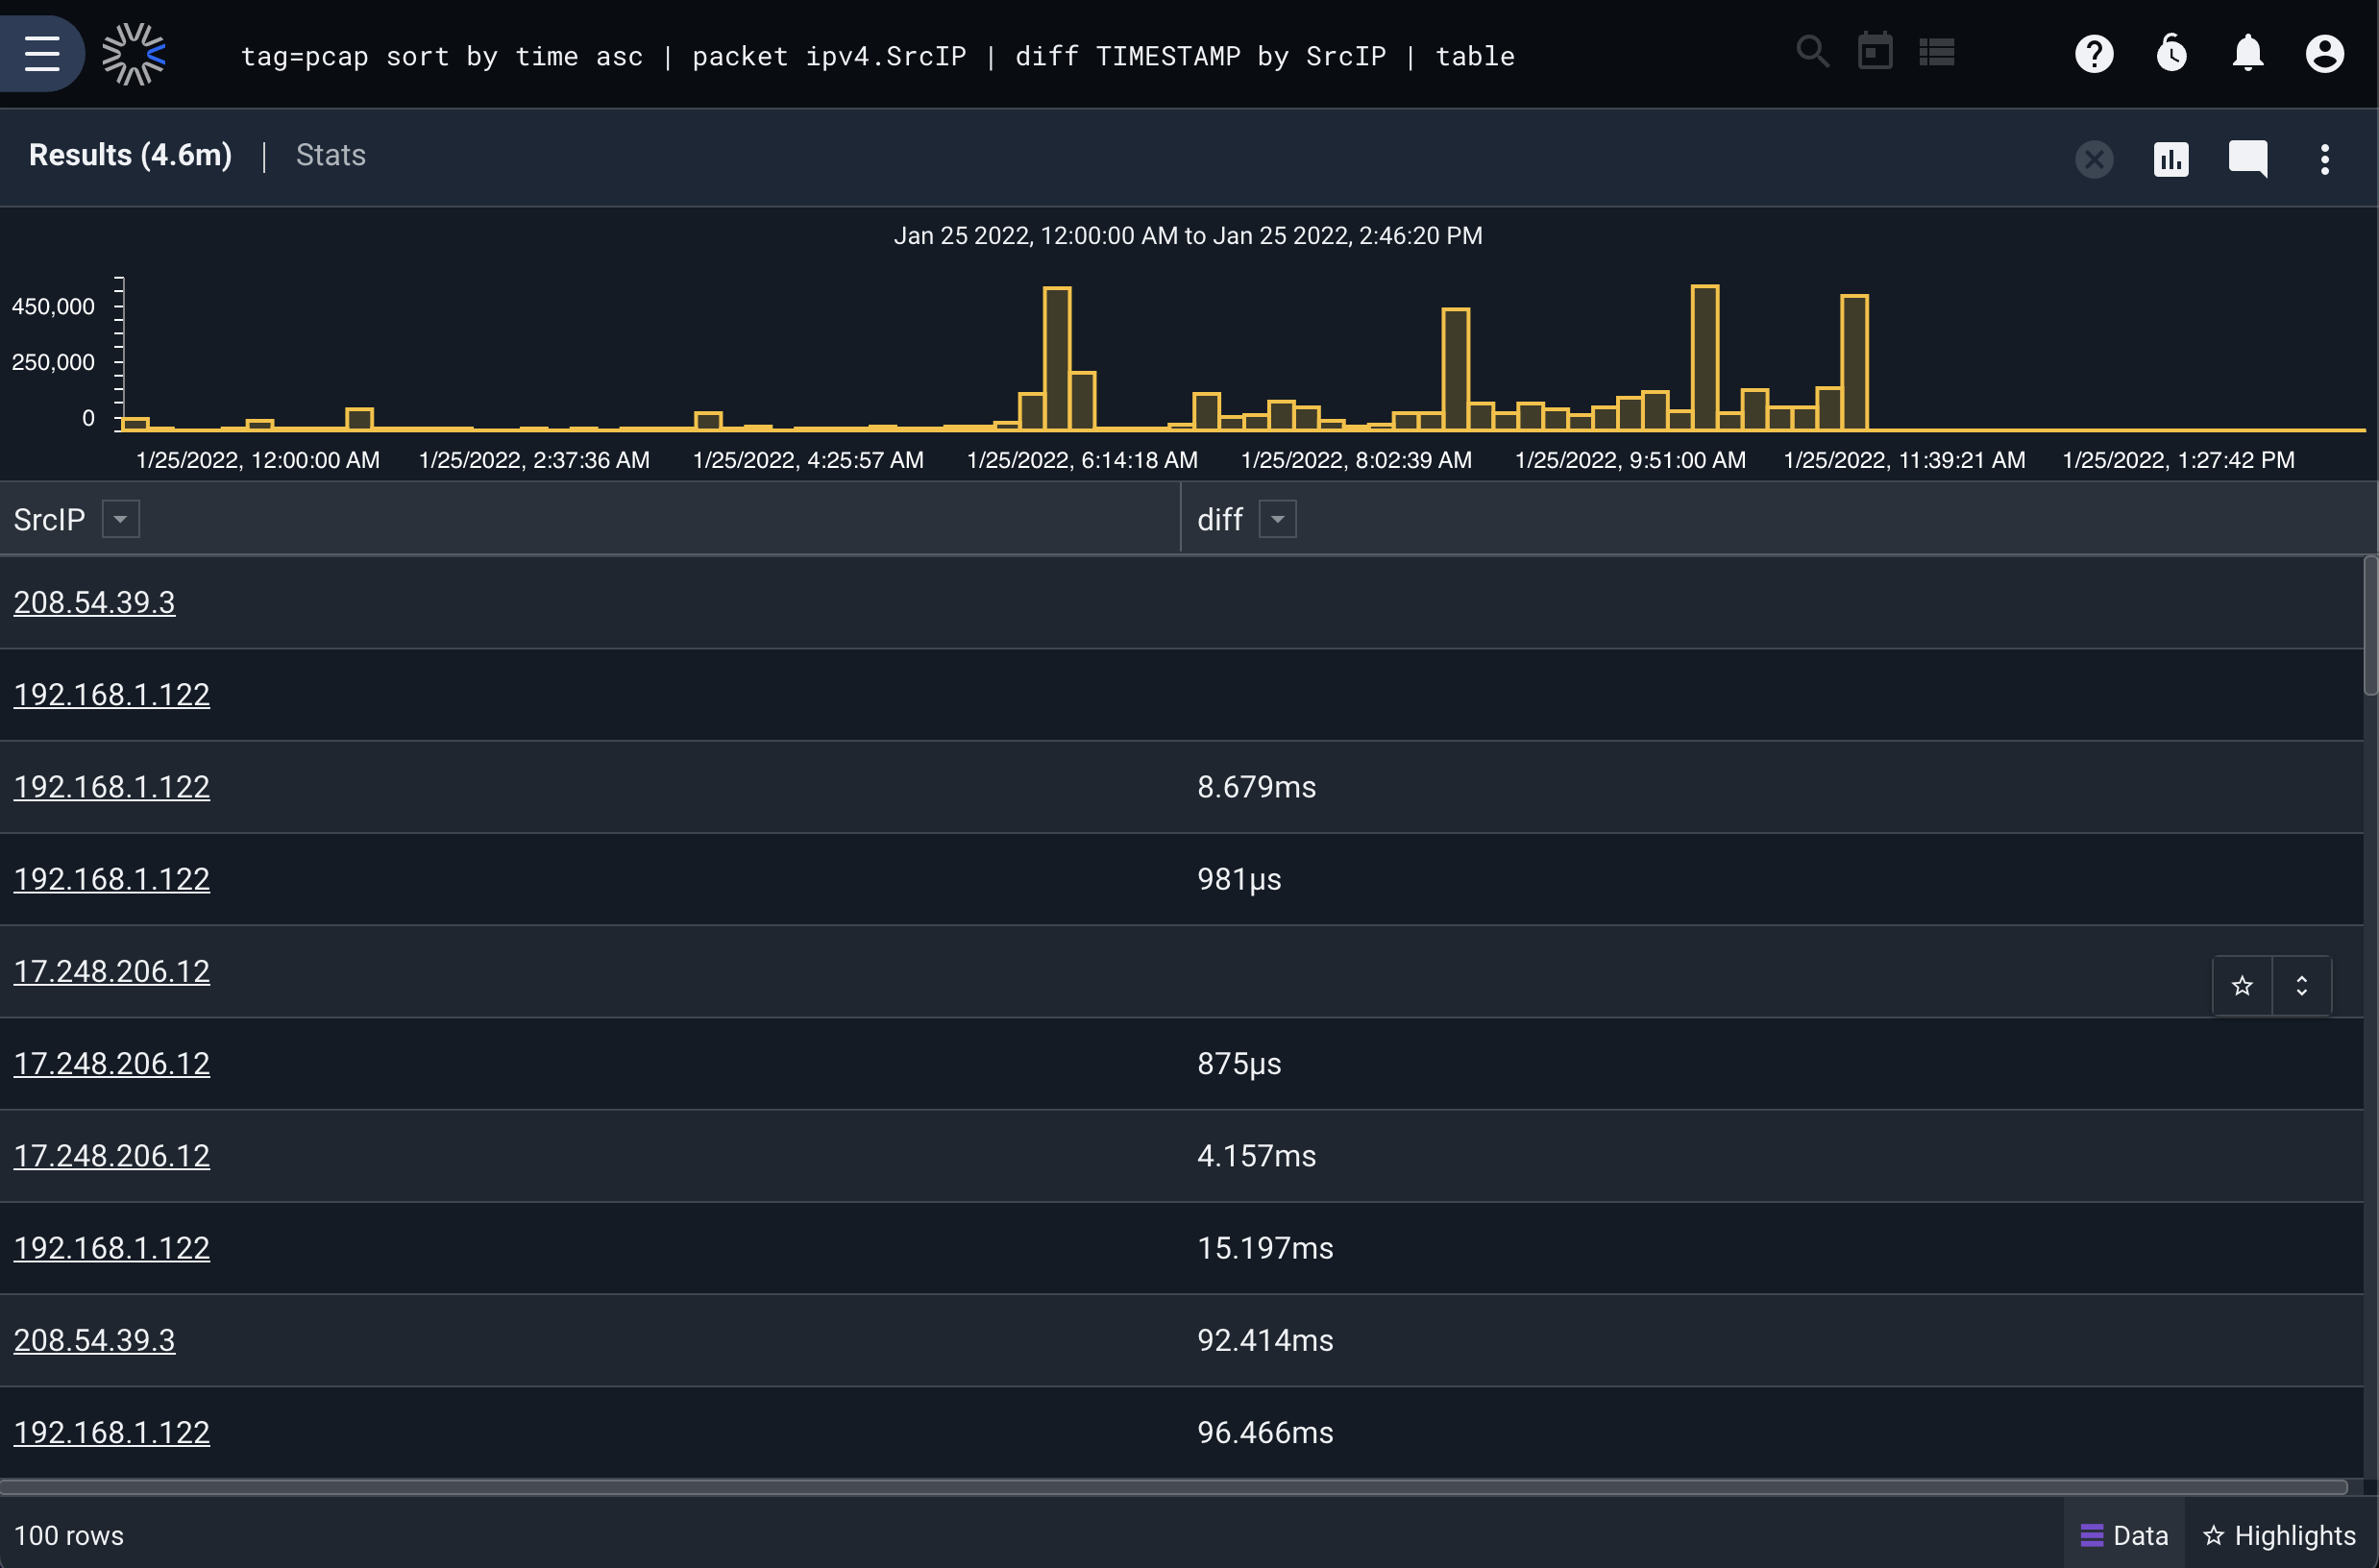 tag=pcap sort by time asc | packet ipv4.SrcIP | diff TIMESTAMP by SrcIP | table
Results (4.6m) | Stats
Jan 25 2022, 12:00:00 AM to Jan 25 2022, 2:46:20 PM
450,000
250,000
0
1/25/2022, 12:00:00 AM 1/25/2022, 2:37:36 AM 1/25/2022, 4:25:57 AM 1/25/2022, 6:14:18 AM 1/25/2022, 8:02:39 AM 1/25/2022, 9:51:00 AM 1/25/2022, 11:39:21 AM 1/25/2022, 1:27:42 PM
SrcIP diff
208.54.39.3
192.168.1.122
192.168.1.122 8.679ms
192.168.1.122 981µs
17.248.206.12
17.248.206.12 875µs
17.248.206.12 4.157ms
192.168.1.122 15.197ms
208.54.39.3 92.414ms
192.168.1.122 96.466ms
100 rows Data Highlights